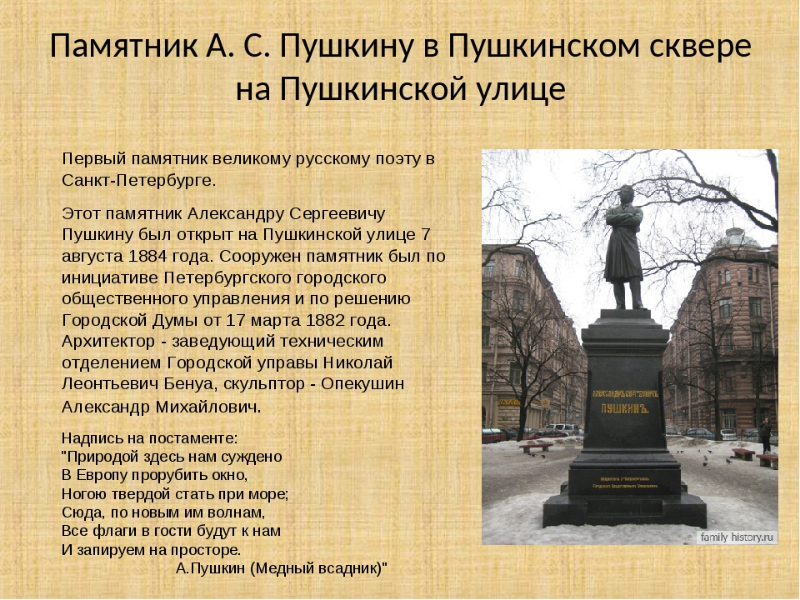 Памятник А. С. Пушкину в Пушкинском сквере
на Пушкинской улице
Первый памятник великому русскому поэту в
Санкт-Петербурге.
Этот памятник Александру Сергеевичу
Пушкину был открыт на Пушкинской улице 7
августа 1884 года. Сооружен памятник был по
инициативе Петербургского городского
общественного управления и по решению
Городской Думы от 17 марта 1882 года.
Архитектор - заведующий техническим
отделением Городской управы Николай
Леонтьевич Бенуа, скульптор - Опекушин
Александр Михайлович.
Надпись на постаменте:
"Природой здесь нам суждено
В Европу прорубить окно,
Ногою твердой стать при море;
Сюда, по новым им волнам,
Все флаги в гости будут к нам
И запируем на просторе.
А.Пушкин (Медный всадник)"
АЛЕКСАНДРЪ СЕРГѢЕВИЧЪ
ПУШКИНЪ.
family history.ru